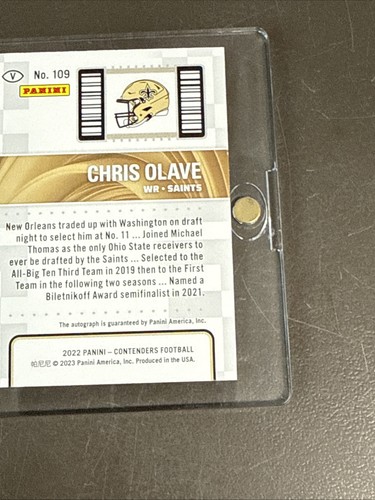 V No. 109
PANINI
CHRIS OLAVE
WR • SAINTS
New Orleans traded up with Washington on draft
night to select him at No. 11 ... Joined Michael
Thomas as the only Ohio State receivers to
ever be drafted by the Saints ... Selected to the
All-Big Ten Third Team in 2019 then to the First
Team in the following two seasons ... Named a
Biletnikoff Award semifinalist in 2021.
The autograph is guaranteed by Panini America, Inc.
2022 PANINI – CONTENDERS FOOTBALL
帕尼尼 © 2023 Panini America, Inc. Produced in the USA.